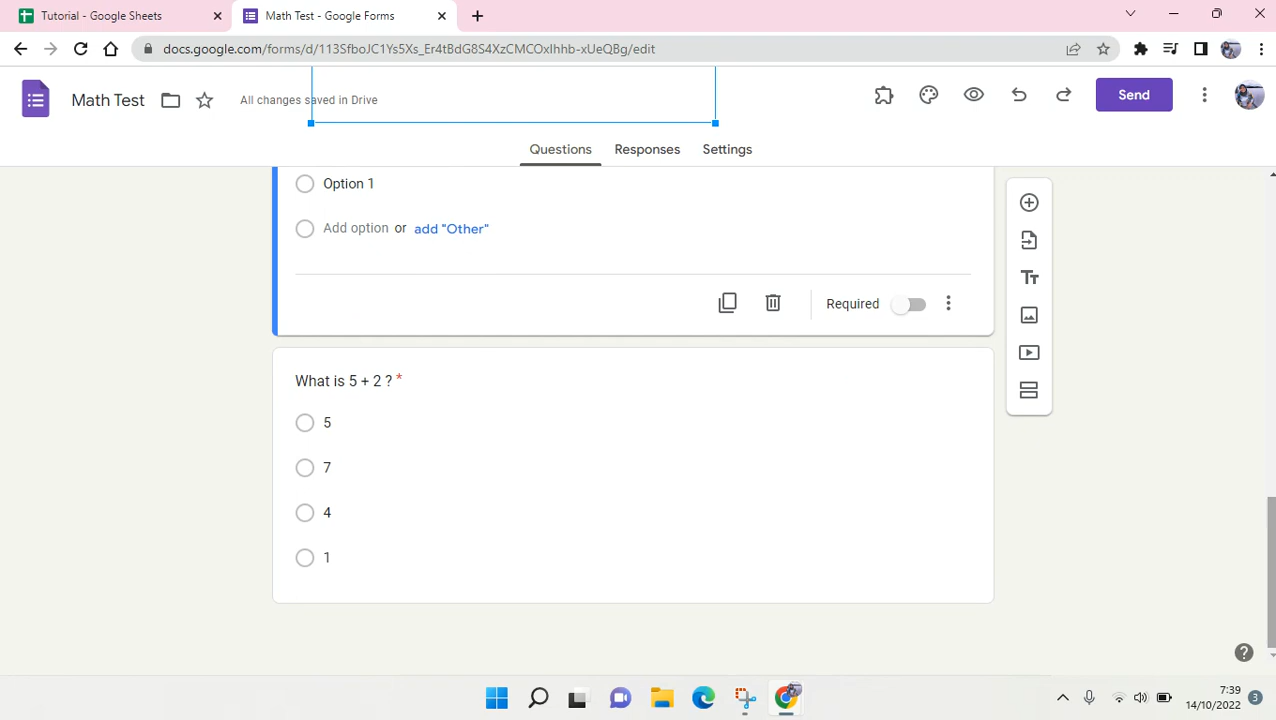 Tutorial - Google Sheets
Math Test - Google Forms
docs.google.com/forms/d/113SfboJC1Ys5Xs_Er4tBdG8S4XzCMCOxIhhb-xUeQBg/edit
Math Test
All changes saved in Drive
Send
Questions
Responses
Settings
Option 1
Add option or add "Other"
Required
What is 5 + 2 ? *
5
7
4
1
7:39
14/10/2022
3